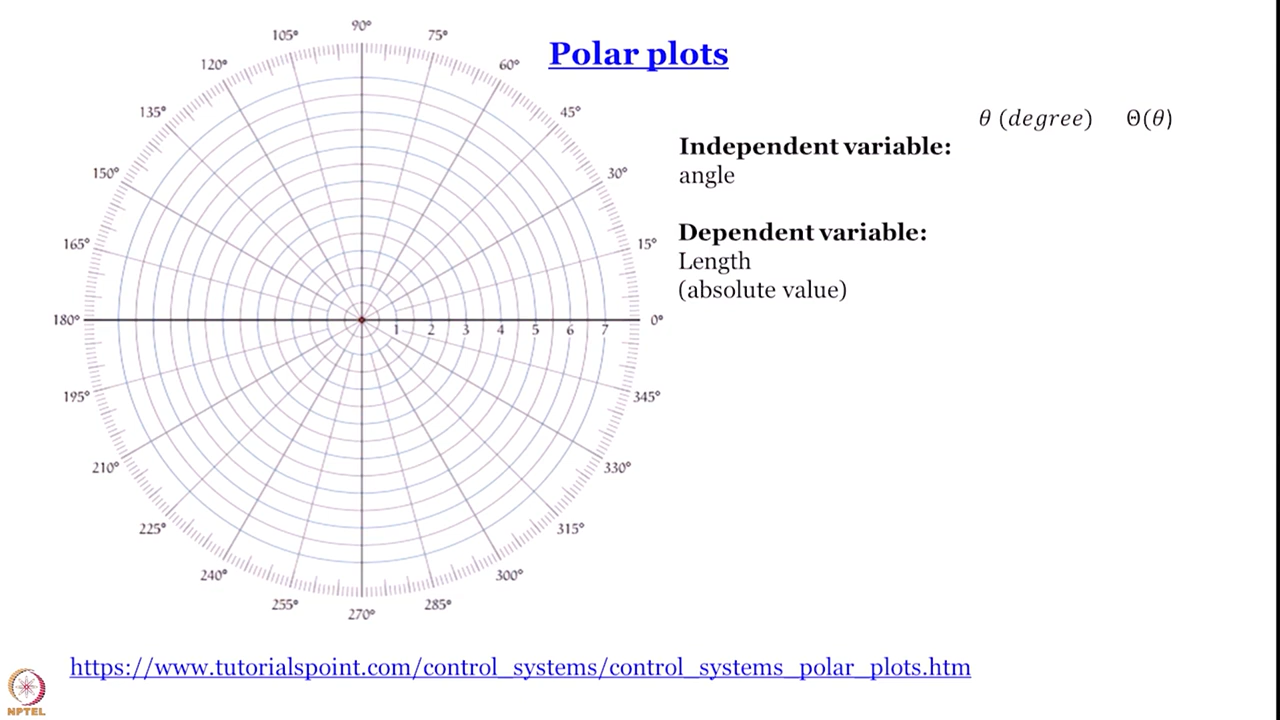 90°
105°
75°
Polar plots
120°
60°
135°
45°
θ (degree) Θ(θ)
Independent variable:
150°
30°
angle
Dependent variable:
165°
15°
Length
(absolute value)
180°
1 2 3 4 5 6 7
0°
195°
345°
210°
330°
225°
315°
240°
300°
255°
285°
270°
https://www.tutorialspoint.com/control_systems/control_systems_polar_plots.htm
NPTEL